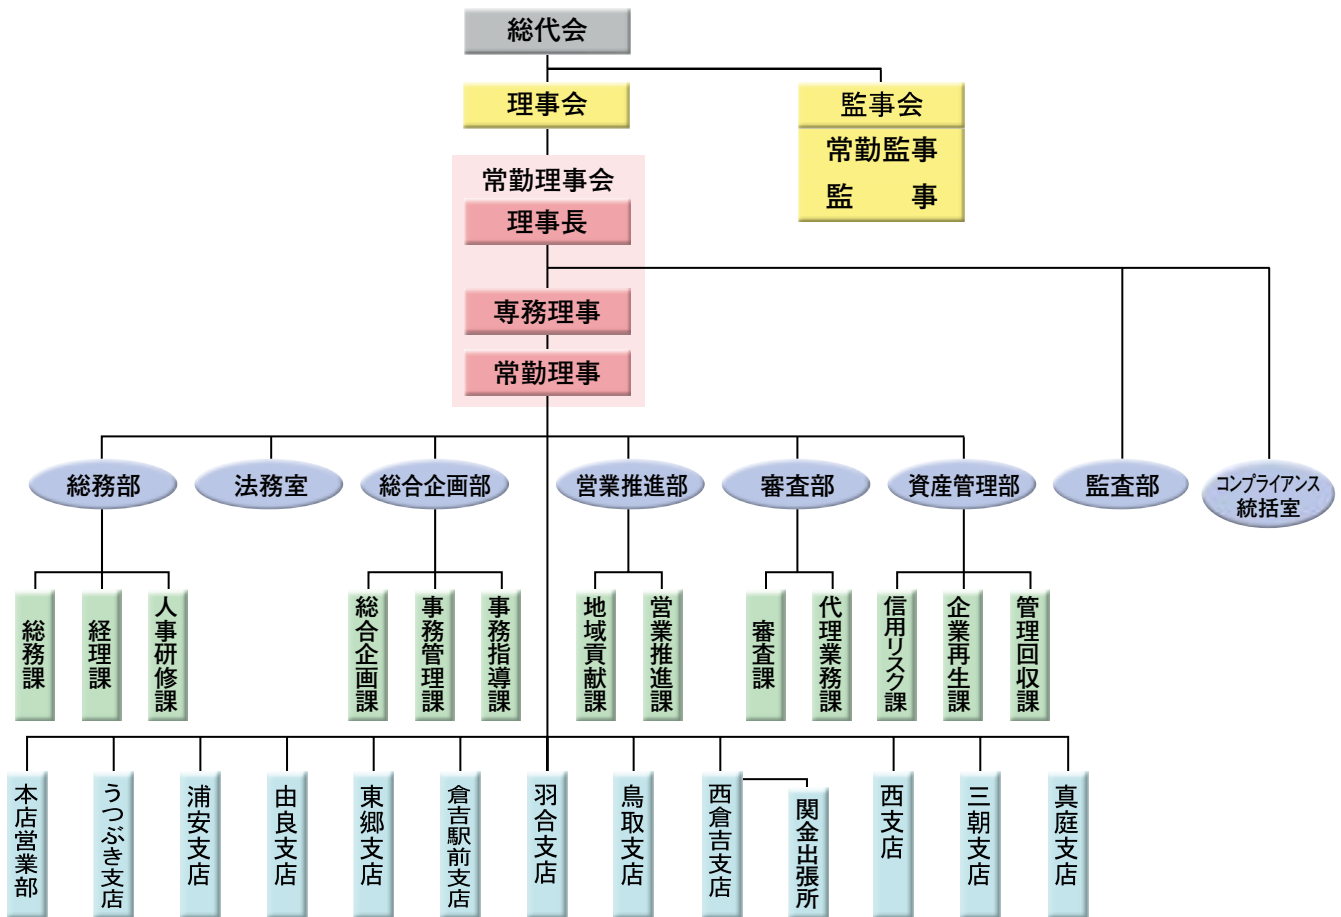 総代会
理事会
監事会
常勤監事
監　事
常勤理事会
理事長
専務理事
常勤理事
総務部
法務室
総合企画部
営業推進部
審査部
資産管理部
監査部
コンプライアンス
統括室
総務課
経理課
人事研修課
総合企画課
事務管理課
事務指導課
地域貢献課
営業推進課
審査課
代理業務課
信用リスク課
企業再生課
管理回収課
本店営業部
うつぶき支店
浦安支店
由良支店
東郷支店
倉吉駅前支店
羽合支店
鳥取支店
西倉吉支店
関金出張所
西支店
三朝支店
真庭支店